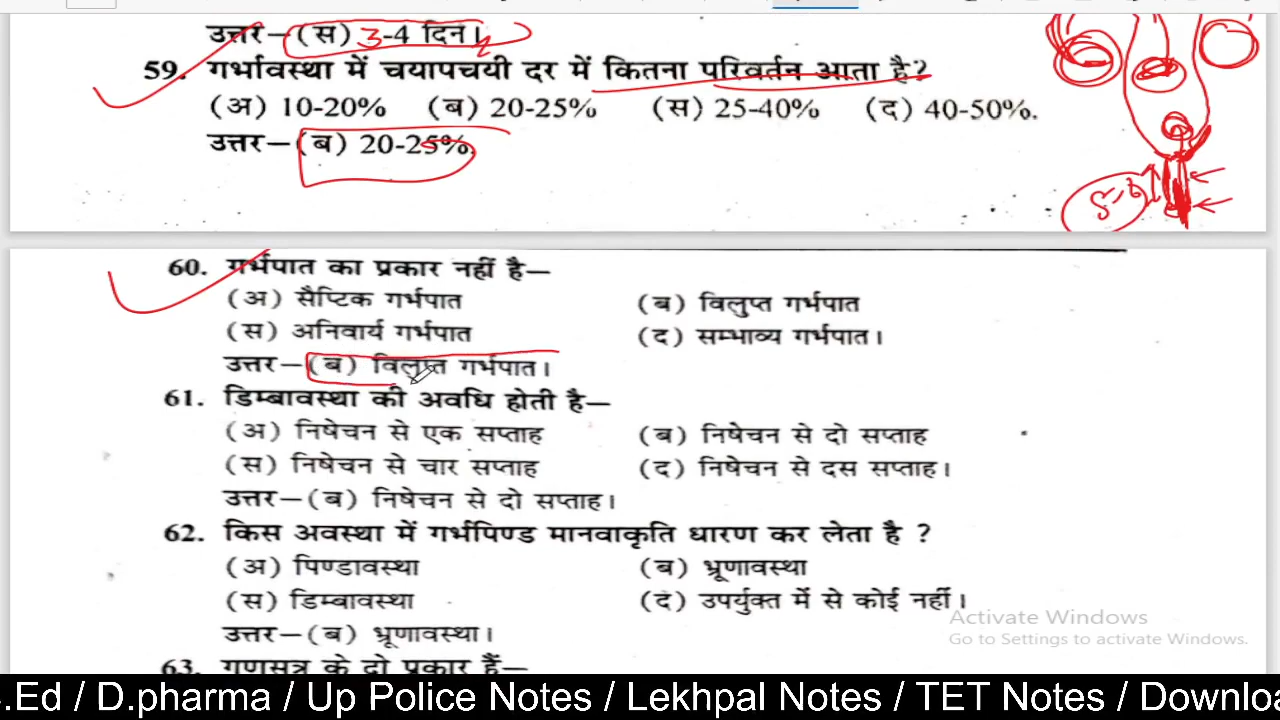 उत्तर—(स) 3-4 दिन।
59. गर्भावस्था में चयापचयी दर में कितना परिवर्तन आता है?
(अ) 10-20% (ब) 20-25% (स) 25-40% (द) 40-50%.
उत्तर—(ब) 20-25%.
60. गर्भपात का प्रकार नहीं है—
(अ) सैप्टिक गर्भपात (ब) विलुप्त गर्भपात
(स) अनिवार्य गर्भपात (द) सम्भाव्य गर्भपात।
उत्तर—(ब) विलुप्त गर्भपात।
61. डिम्बावस्था की अवधि होती है—
(अ) निषेचन से एक सप्ताह (ब) निषेचन से दो सप्ताह
(स) निषेचन से चार सप्ताह (द) निषेचन से दस सप्ताह।
उत्तर—(ब) निषेचन से दो सप्ताह।
62. किस अवस्था में गर्भपिण्ड मानवाकृति धारण कर लेता है ?
(अ) पिण्डावस्था (ब) भ्रूणावस्था
(स) डिम्बावस्था (द) उपर्युक्त में से कोई नहीं।
उत्तर—(ब) भ्रूणावस्था।
63. गुणसूत्र के दो प्रकार हैं—
Activate Windows
Go to Settings to activate Windows.
.Ed / D.pharma / Up Police Notes / Lekhpal Notes / TET Notes / Downloa